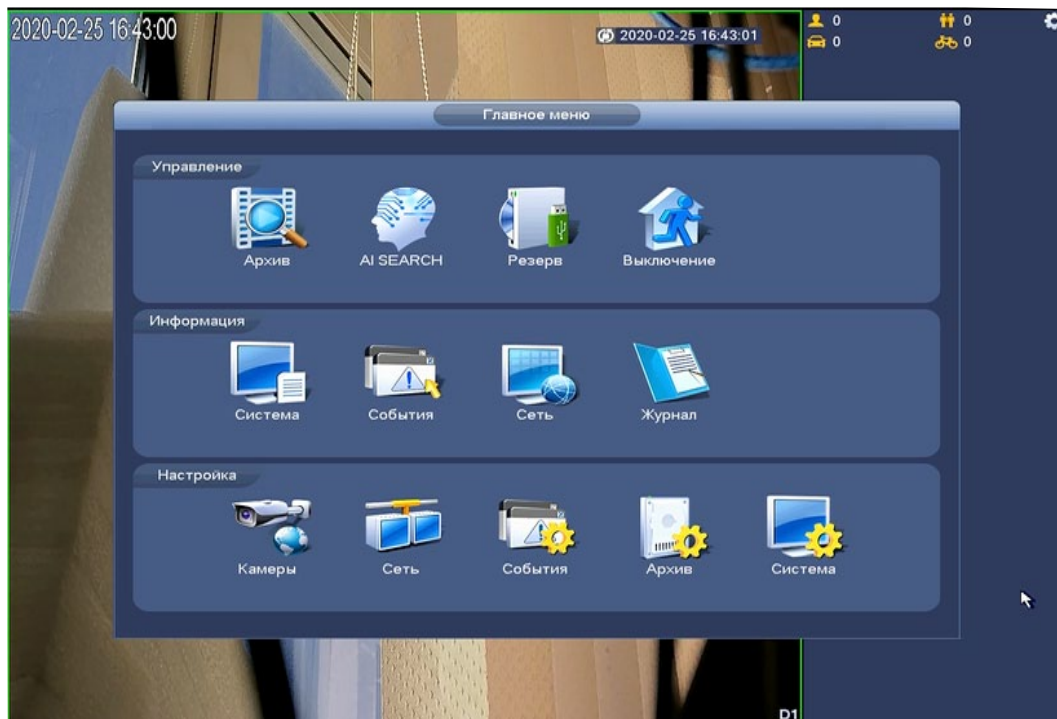 2020-02-25 16:43:00
2020-02-25 16:43:01
0
0
0
0
Главное меню
Управление
Архив
AI SEARCH
Резерв
Выключение
Информация
Система
События
Сеть
Журнал
Настройка
Камеры
Сеть
События
Архив
Система
D1